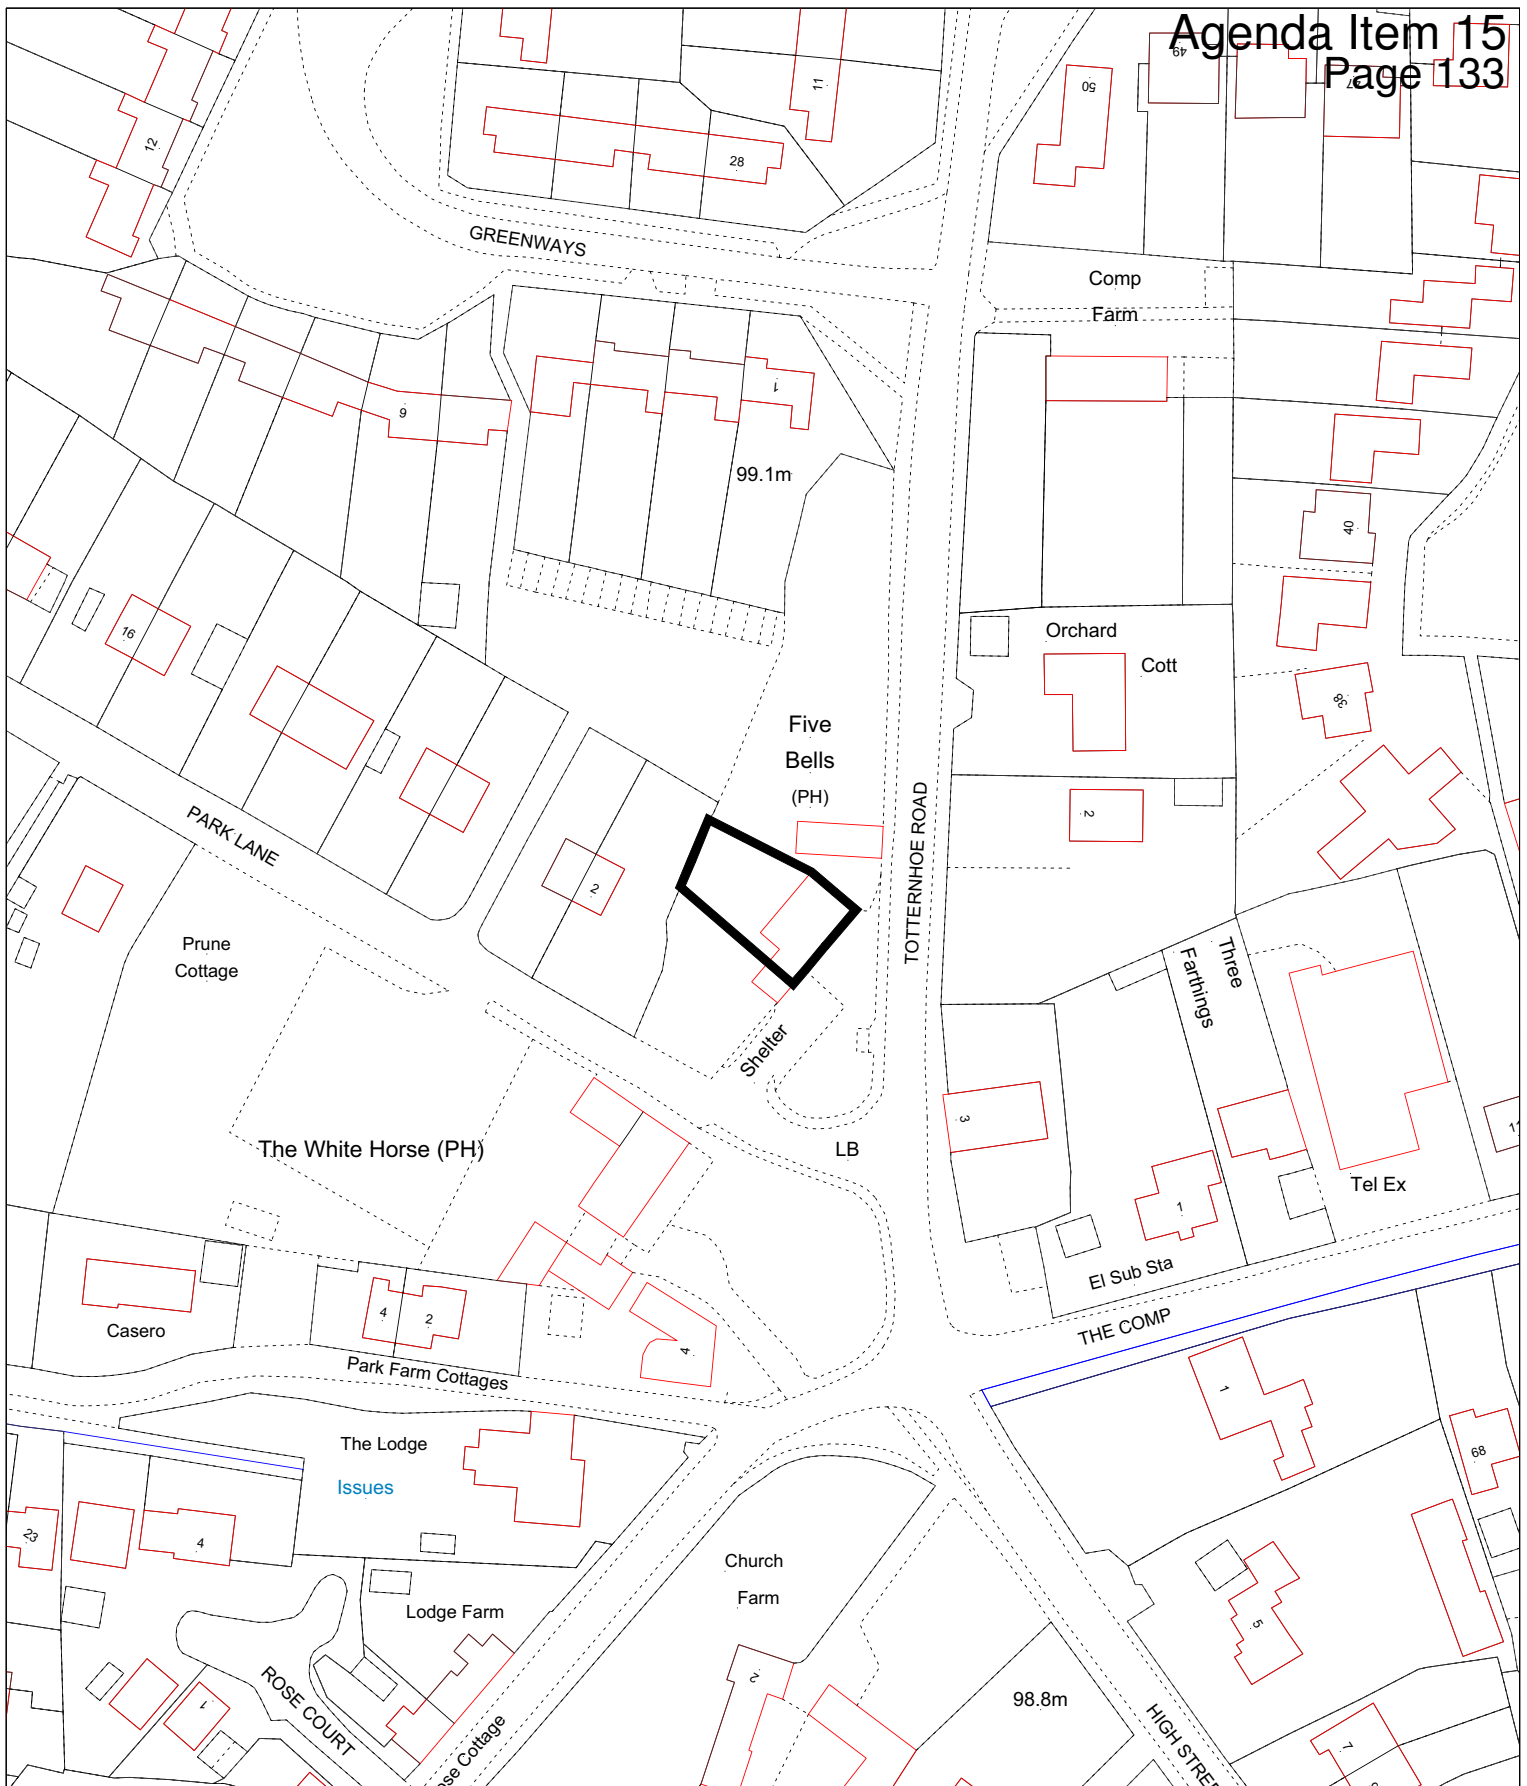 Agenda Item 15
Page 133
49
50
11
12
28
GREENWAYS
Comp
Farm
1
9
99.1m
40
16
Orchard
Cott
38
Five
Bells
(PH)
PARK LANE
TOTTERNHOE ROAD
2
2
Prune
Cottage
Three
Farthings
Shelter
3
The White Horse (PH)
LB
Tel Ex
1
El Sub Sta
4
2
Casero
THE COMP
4
Park Farm Cottages
1
The Lodge
68
Issues
23
4
Church
Farm
Lodge Farm
5
2
1
ROSE COURT
98.8m
HIGH STREE
7